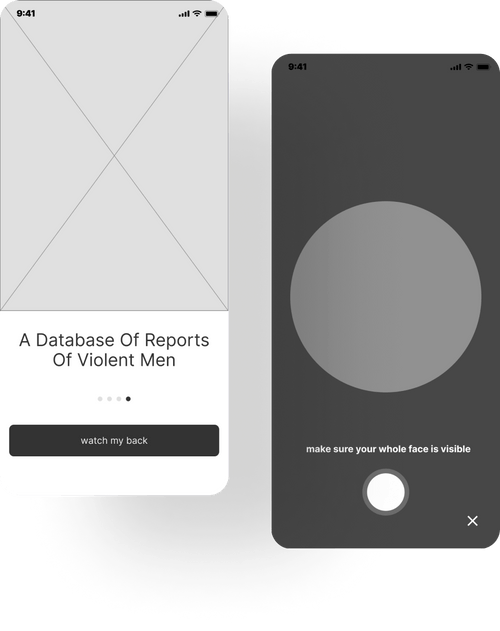 9:41
A Database Of Reports
Of Violent Men
watch my back
9:41
make sure your whole face is visible